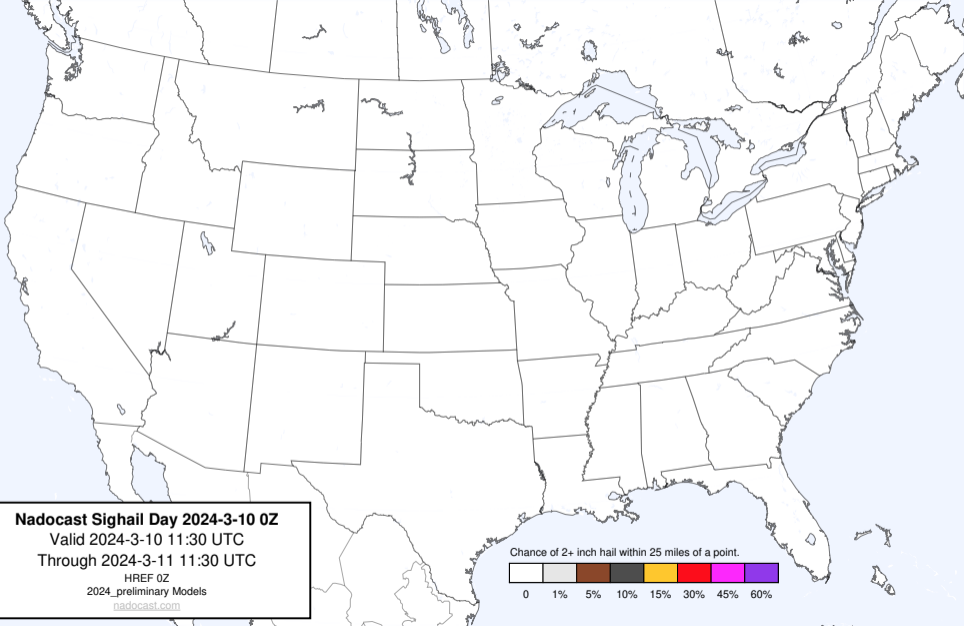 Nadocast Sighail Day 2024-3-10 0Z
Valid 2024-3-10 11:30 UTC
Through 2024-3-11 11:30 UTC
HREF 0Z
2024_preliminary Models
nadocast.com
Chance of 2+ inch hail within 25 miles of a point.
0 1% 5% 10% 15% 30% 45% 60%